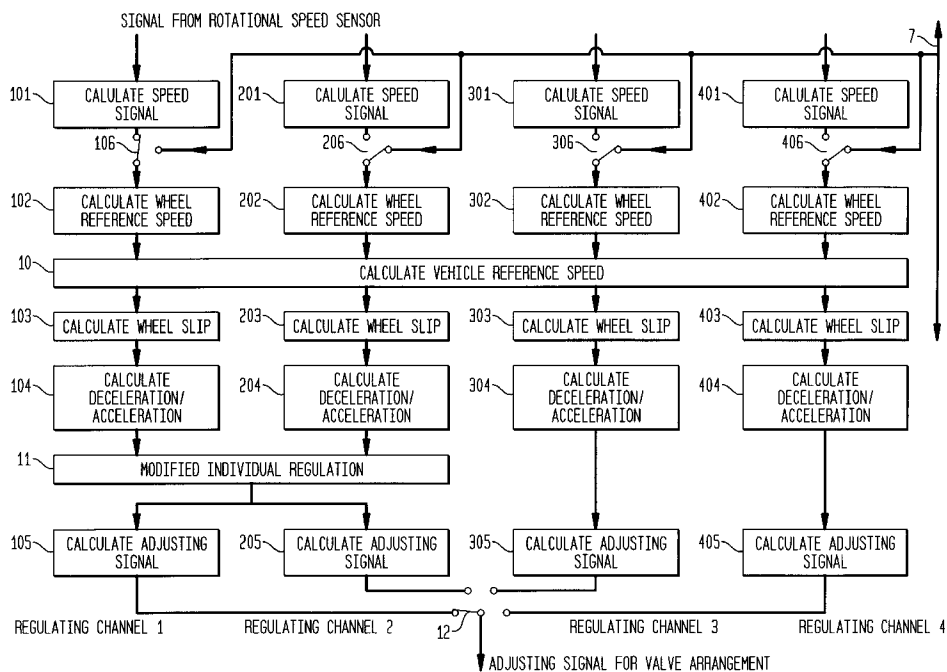 SIGNAL FROM ROTATIONAL SPEED SENSOR
7
101
CALULATE SPEED
SIGNAL
201
CALULATE SPEED
SIGNAL
301
CALULATE SPEED
SIGNAL
401
CALULATE SPEED
SIGNAL
106
206
306
406
102
CALCULATE WHEEL
REFERENCE SPEED
202
CALCULATE WHEEL
REFERENCE SPEED
302
CALCULATE WHEEL
REFERENCE SPEED
402
CALCULATE WHEEL
REFERENCE SPEED
10
CALCULATE VEHICLE REFERENCE SPEED
103
CALCULATE WHEEL SLIP
203
CALCULATE WHEEL SLIP
303
CALCULATE WHEEL SLIP
403
CALCULATE WHEEL SLIP
104
CALCULATE
DECELERATION/
ACCELERATION
204
CALCULATE
DECELERATION/
ACCELERATION
304
CALCULATE
DECELERATION/
ACCELERATION
404
CALCULATE
DECELERATION/
ACCELERATION
11
MODIFIED INDIVIDUAL REGULATION
105
CALCULATE ADJUSTING
SIGNAL
205
CALCULATE ADJUSTING
SIGNAL
305
CALCULATE ADJUSTING
SIGNAL
405
CALCULATE ADJUSTING
SIGNAL
REGULATING CHANNEL 1
REGULATING CHANNEL 2
12
REGULATING CHANNEL 3
REGULATING CHANNEL 4
ADJUSTING SIGNAL FOR VALVE ARRANGEMENT